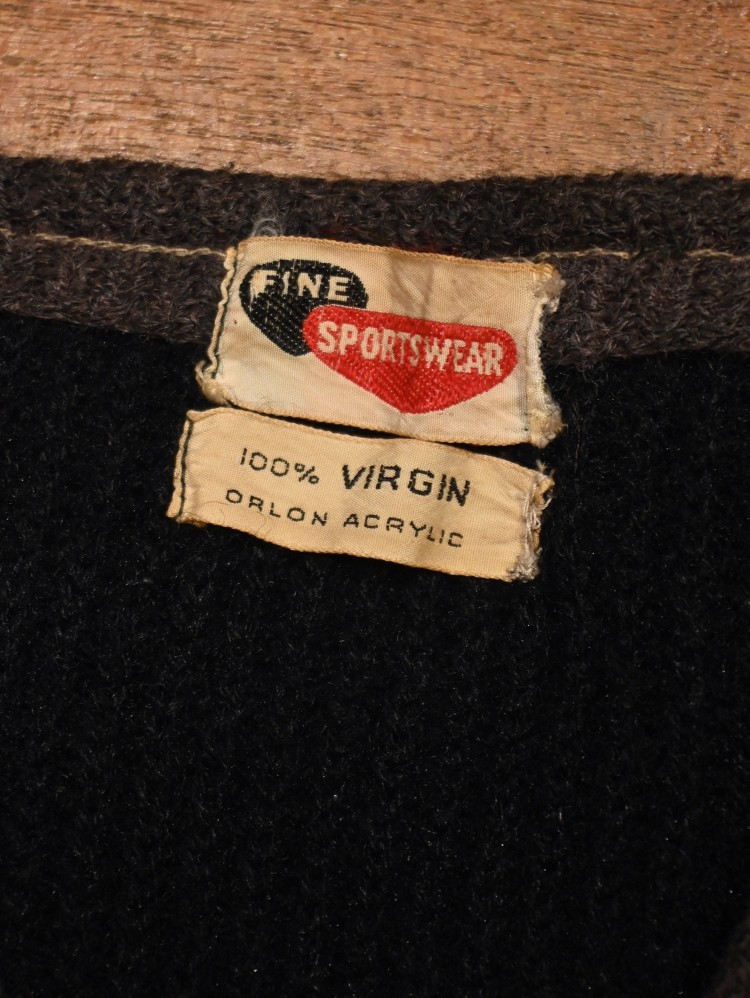 FINE
SPORTSWEAR
100% VIRGIN
ORLON ACRYLIC